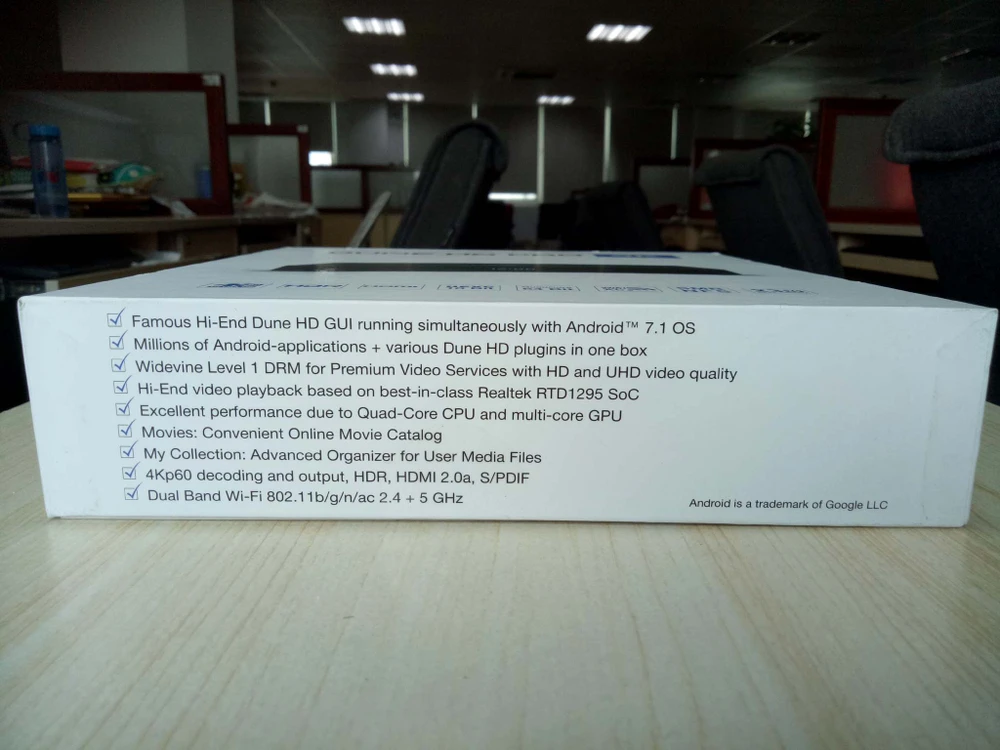 Famous Hi-End Dune HD GUI running simultaneously with Android™ 7.1 OS
Millions of Android-applications + various Dune HD plugins in one box
Widevine Level 1 DRM for Premium Video Services with HD and UHD video quality
Hi-End video playback based on best-in-class Realtek RTD1295 SoC
Excellent performance due to Quad-Core CPU and multi-core GPU
Movies: Convenient Online Movie Catalog
My Collection: Advanced Organizer for User Media Files
4Kp60 decoding and output, HDR, HDMI 2.0a, S/PDIF
Dual Band Wi-Fi 802.11b/g/n/ac 2.4 + 5 GHz
Android is a trademark of Google LLC